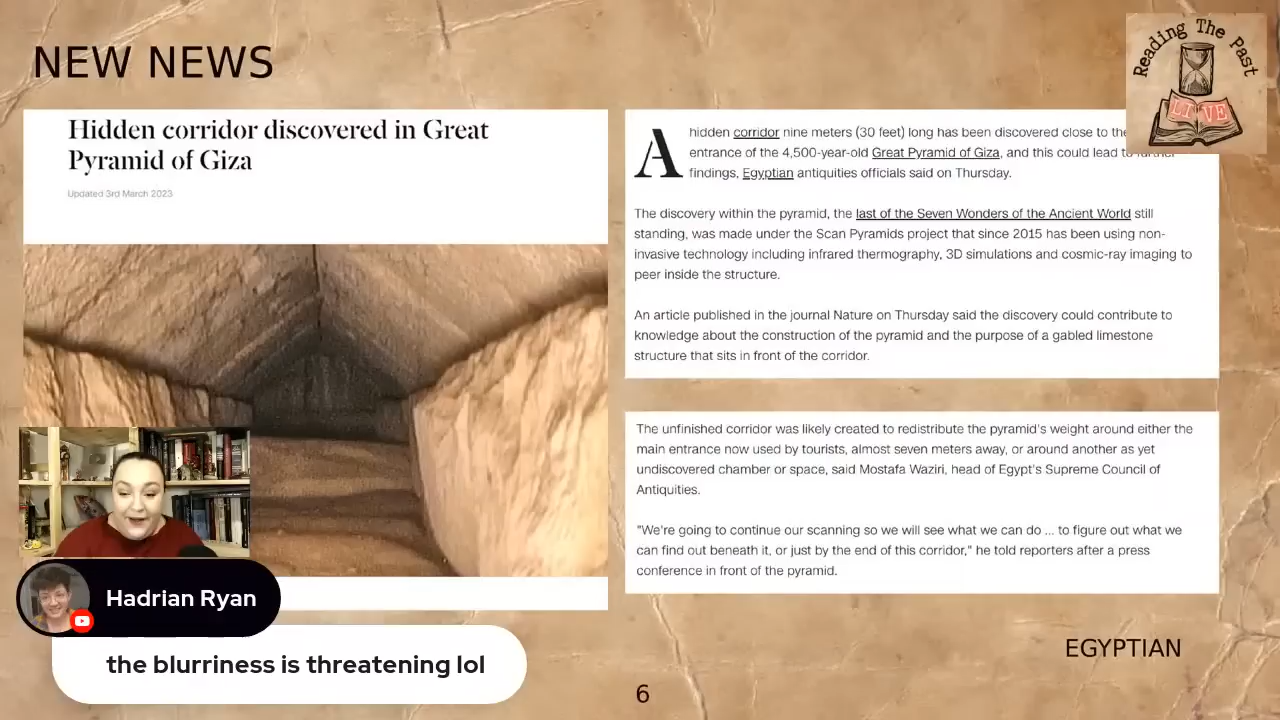 NEW NEWS
Reading The Past
LIVE
Hidden corridor discovered in Great
Pyramid of Giza
Updated 3rd March 2023
A hidden corridor nine meters (30 feet) long has been discovered close to the
entrance of the 4,500-year-old Great Pyramid of Giza, and this could lead to further
findings, Egyptian antiquities officials said on Thursday.
The discovery within the pyramid, the last of the Seven Wonders of the Ancient World still
standing, was made under the Scan Pyramids project that since 2015 has been using non-
invasive technology including infrared thermography, 3D simulations and cosmic-ray imaging to
peer inside the structure.
An article published in the journal Nature on Thursday said the discovery could contribute to
knowledge about the construction of the pyramid and the purpose of a gabled limestone
structure that sits in front of the corridor.
The unfinished corridor was likely created to redistribute the pyramid's weight around either the
main entrance now used by tourists, almost seven meters away, or around another as yet
undiscovered chamber or space, said Mostafa Waziri, head of Egypt's Supreme Council of
Antiquities.
"We're going to continue our scanning so we will see what we can do ... to figure out what we
can find out beneath it, or just by the end of this corridor," he told reporters after a press
conference in front of the pyramid.
Hadrian Ryan
the blurriness is threatening lol
EGYPTIAN
6